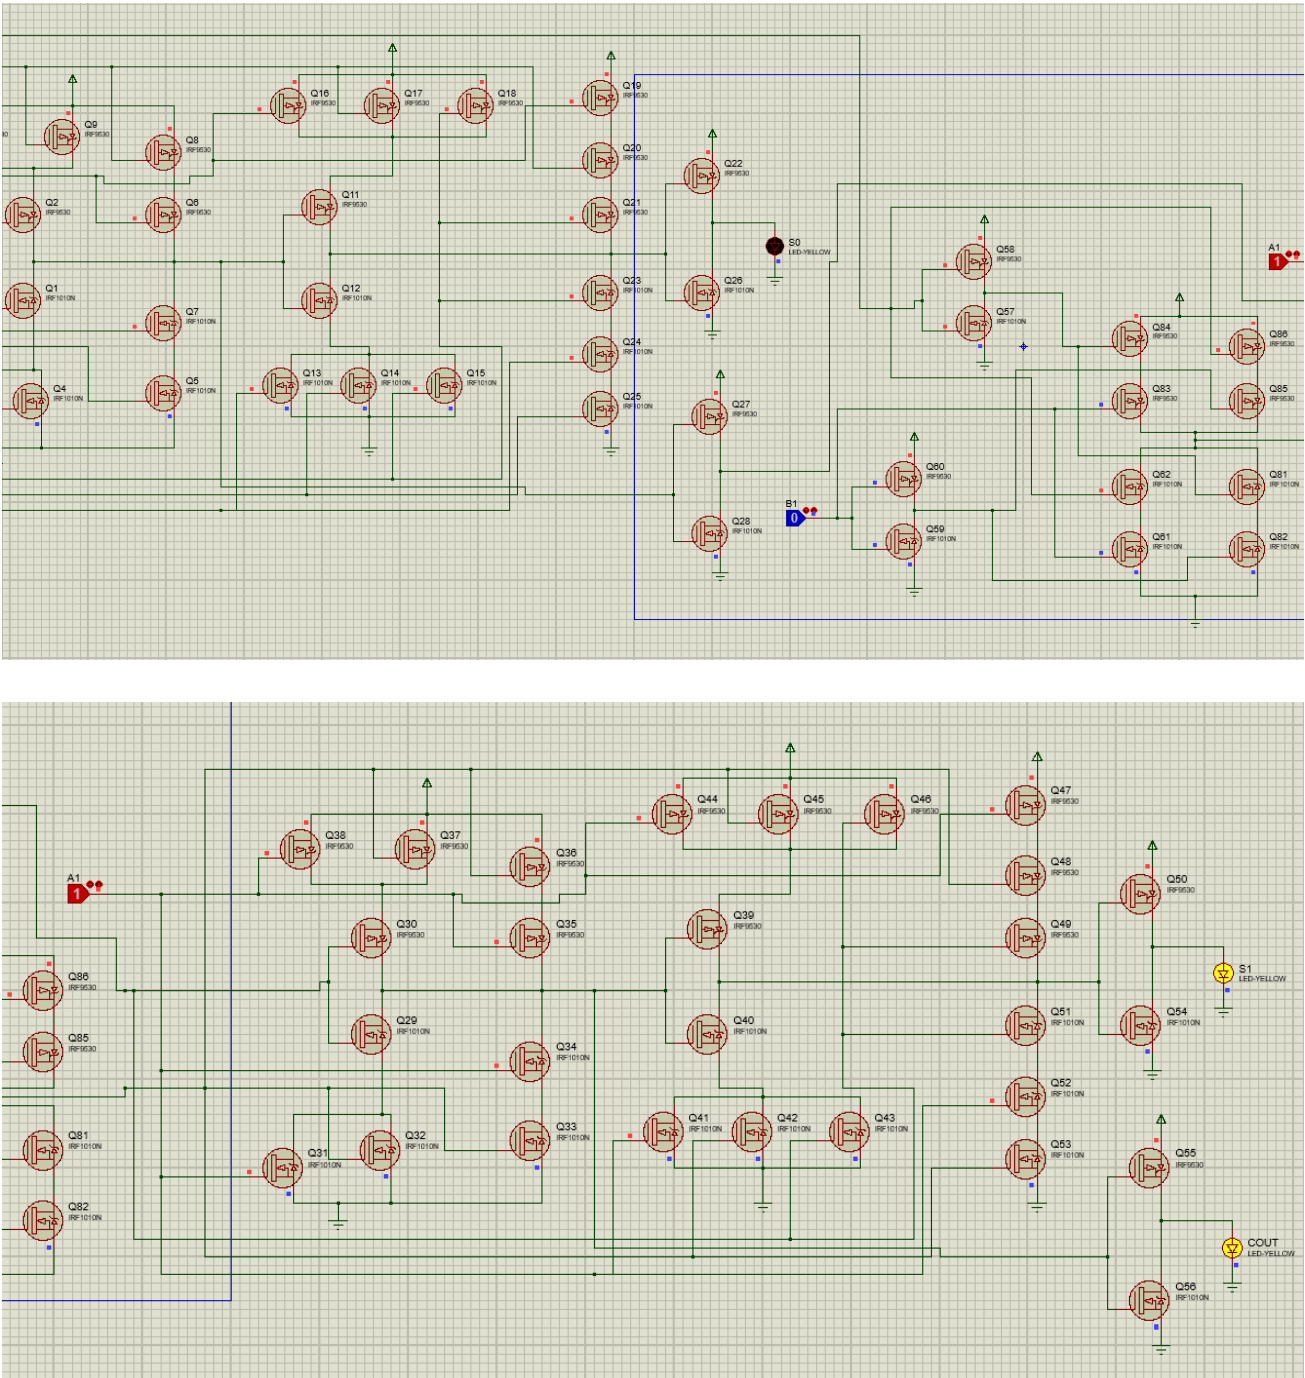 Q9
IRF9530
Q8
IRF9530
Q16
IRF9530
Q17
IRF9530
Q18
IRF9530
Q19
IRF9530
Q20
IRF9530
Q2
IRF9530
Q6
IRF9530
Q11
IRF9530
Q21
IRF9530
Q22
IRF9530
S0
LED-YELLOW
Q58
IRF9530
A1
1
Q1
IRF1010N
Q7
IRF1010N
Q12
IRF1010N
Q23
IRF1010N
Q26
IRF1010N
Q57
IRF1010N
Q84
IRF9530
Q86
IRF9530
Q24
IRF1010N
Q4
IRF1010N
Q5
IRF1010N
Q13
IRF1010N
Q14
IRF1010N
Q15
IRF1010N
Q25
IRF1010N
Q27
IRF9530
Q83
IRF9530
Q85
IRF9530
Q60
IRF9530
Q62
IRF1010N
Q81
IRF1010N
B1
0
Q28
IRF1010N
Q59
IRF1010N
Q61
IRF1010N
Q82
IRF1010N
Q38
IRF9530
Q37
IRF9530
Q36
IRF9530
Q44
IRF9530
Q45
IRF9530
Q46
IRF9530
Q47
IRF9530
A1
1
Q48
IRF9530
Q50
IRF9530
Q30
IRF9530
Q35
IRF9530
Q39
IRF9530
Q49
IRF9530
Q86
IRF9530
S1
LED-YELLOW
Q85
IRF9530
Q29
IRF1010N
Q34
IRF1010N
Q40
IRF1010N
Q51
IRF1010N
Q54
IRF1010N
Q52
IRF1010N
Q81
IRF1010N
Q31
IRF1010N
Q32
IRF1010N
Q33
IRF1010N
Q41
IRF1010N
Q42
IRF1010N
Q43
IRF1010N
Q53
IRF1010N
Q55
IRF9530
Q82
IRF1010N
COUT
LED-YELLOW
Q56
IRF1010N